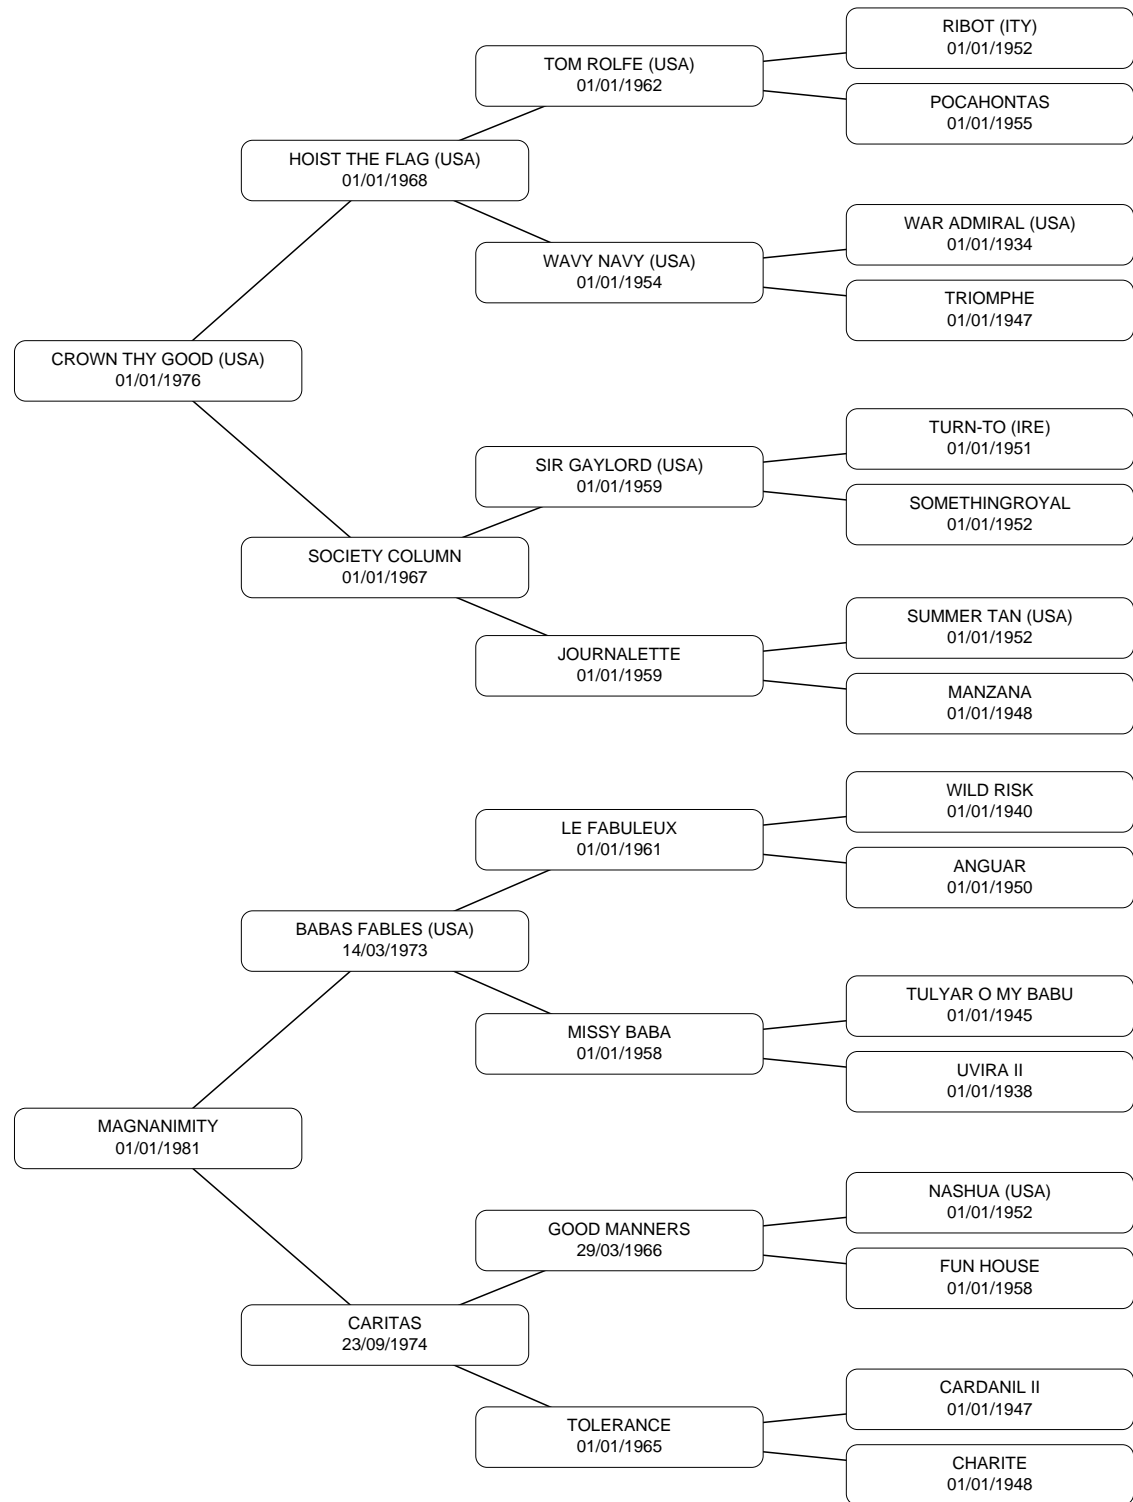 RIBOT (ITY)
01/01/1952
TOM ROLFE (USA)
01/01/1962
POCAHONTAS
01/01/1955
HOIST THE FLAG (USA)
01/01/1968
WAR ADMIRAL (USA)
01/01/1934
WAVY NAVY (USA)
01/01/1954
TRIOMPHE
01/01/1947
CROWN THY GOOD (USA)
01/01/1976
TURN-TO (IRE)
01/01/1951
SIR GAYLORD (USA)
01/01/1959
SOMETHINGROYAL
01/01/1952
SOCIETY COLUMN
01/01/1967
SUMMER TAN (USA)
01/01/1952
JOURNALETTE
01/01/1959
MANZANA
01/01/1948
WILD RISK
01/01/1940
LE FABULEUX
01/01/1961
ANGUAR
01/01/1950
BABAS FABLES (USA)
14/03/1973
TULYAR O MY BABU
01/01/1945
MISSY BABA
01/01/1958
UVIRA II
01/01/1938
MAGNANIMITY
01/01/1981
NASHUA (USA)
01/01/1952
GOOD MANNERS
29/03/1966
FUN HOUSE
01/01/1958
CARITAS
23/09/1974
CARDANIL II
01/01/1947
TOLERANCE
01/01/1965
CHARITE
01/01/1948